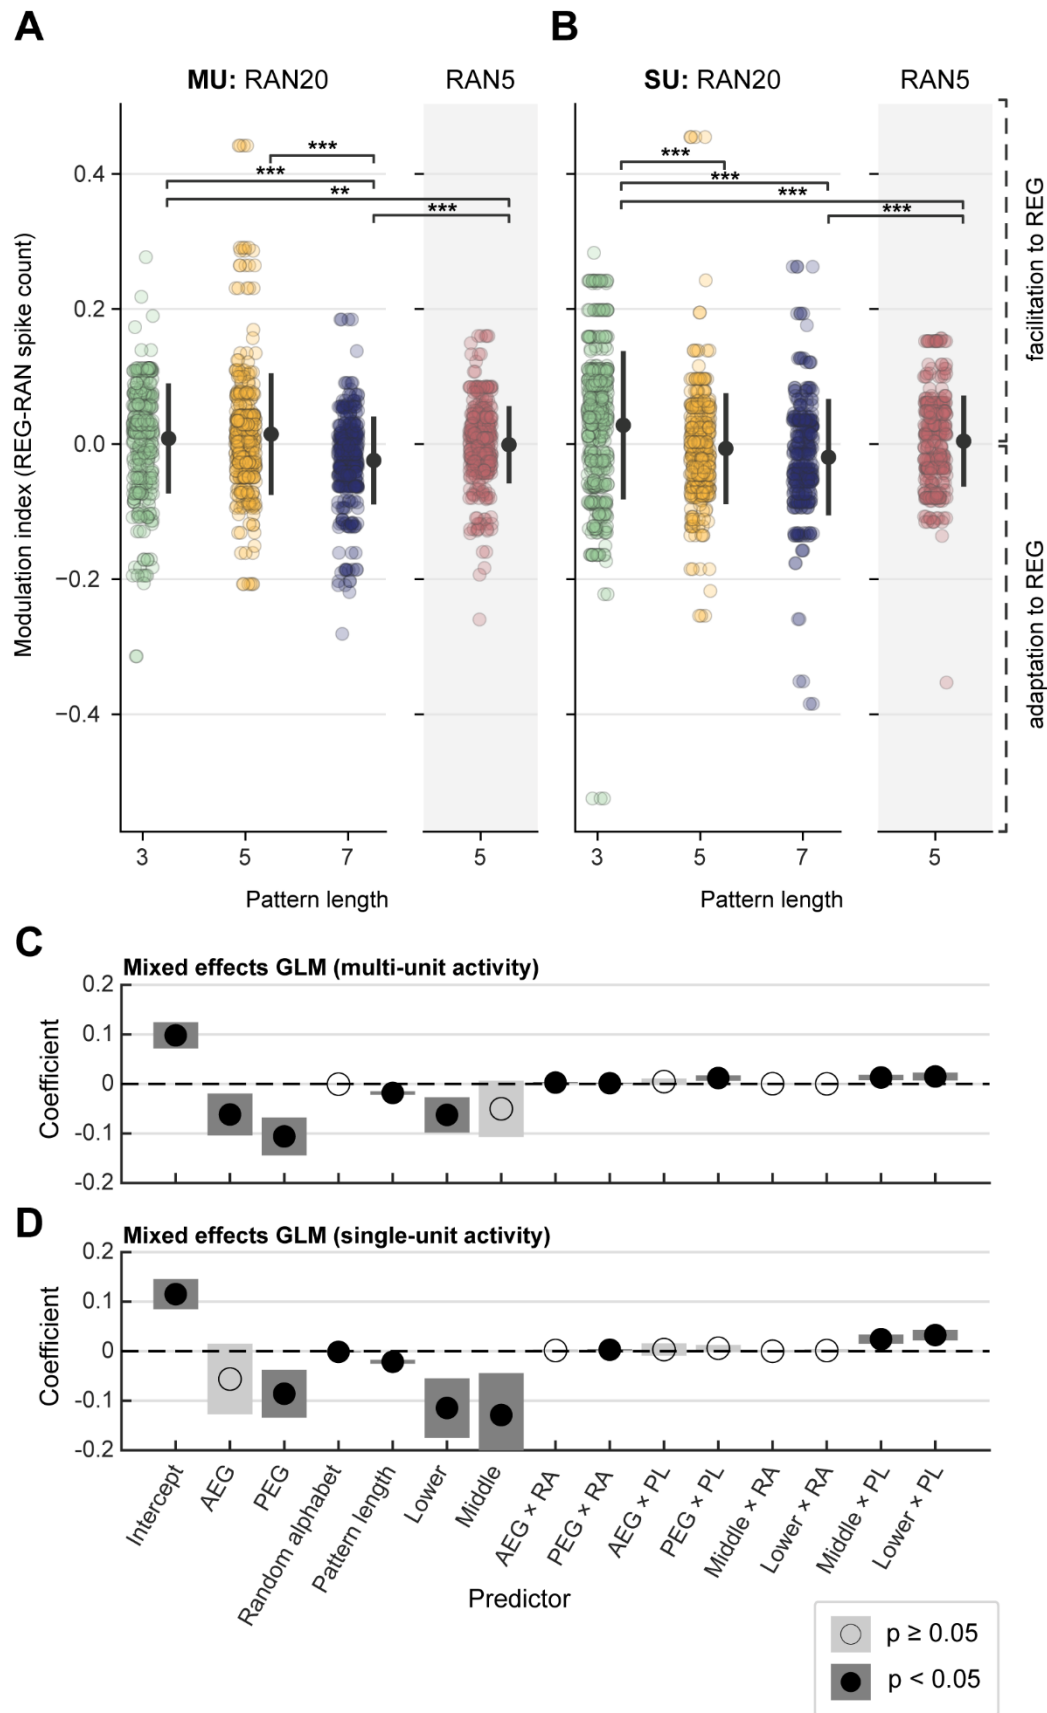 A
B
MU: RAN20
RAN5
SU: RAN20
RAN5
Modulation index (REG-RAN spike count)
0.4
0.2
0.0
−0.2
−0.4
***
***
**
***
***
***
***
***
facilitation to REG
adaptation to REG
3
5
7
5
3
5
7
5
Pattern length
Pattern length
C
Mixed effects GLM (multi-unit activity)
Coefficient
0.2
0.1
0
-0.1
-0.2
D
Mixed effects GLM (single-unit activity)
Coefficient
0.2
0.1
0
-0.1
-0.2
Intercept
AEG
PEG
Random alphabet
Pattern length
Lower
Middle
AEG × RA
PEG × RA
AEG × PL
PEG × PL
Middle × RA
Lower × RA
Middle × PL
Lower × PL
Predictor
p ≥ 0.05
p < 0.05